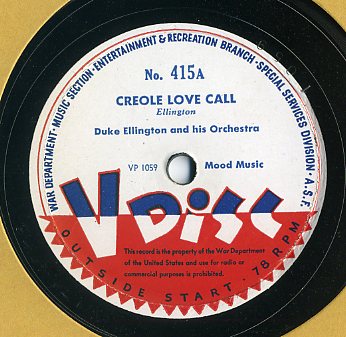 WAR DEPARTMENT · MUSIC SECTION · ENTERTAINMENT & RECREATION BRANCH · SPECIAL SERVICES DIVISION · A.S.F.
No. 415A
CREOLE LOVE CALL
Ellington
Duke Ellington and his Orchestra
VP 1059 Mood Music
V DISC
This record is the property of the War Department
of the United States and use for radio or
commercial purposes is prohibited.
OUTSIDE START · 78 RPM